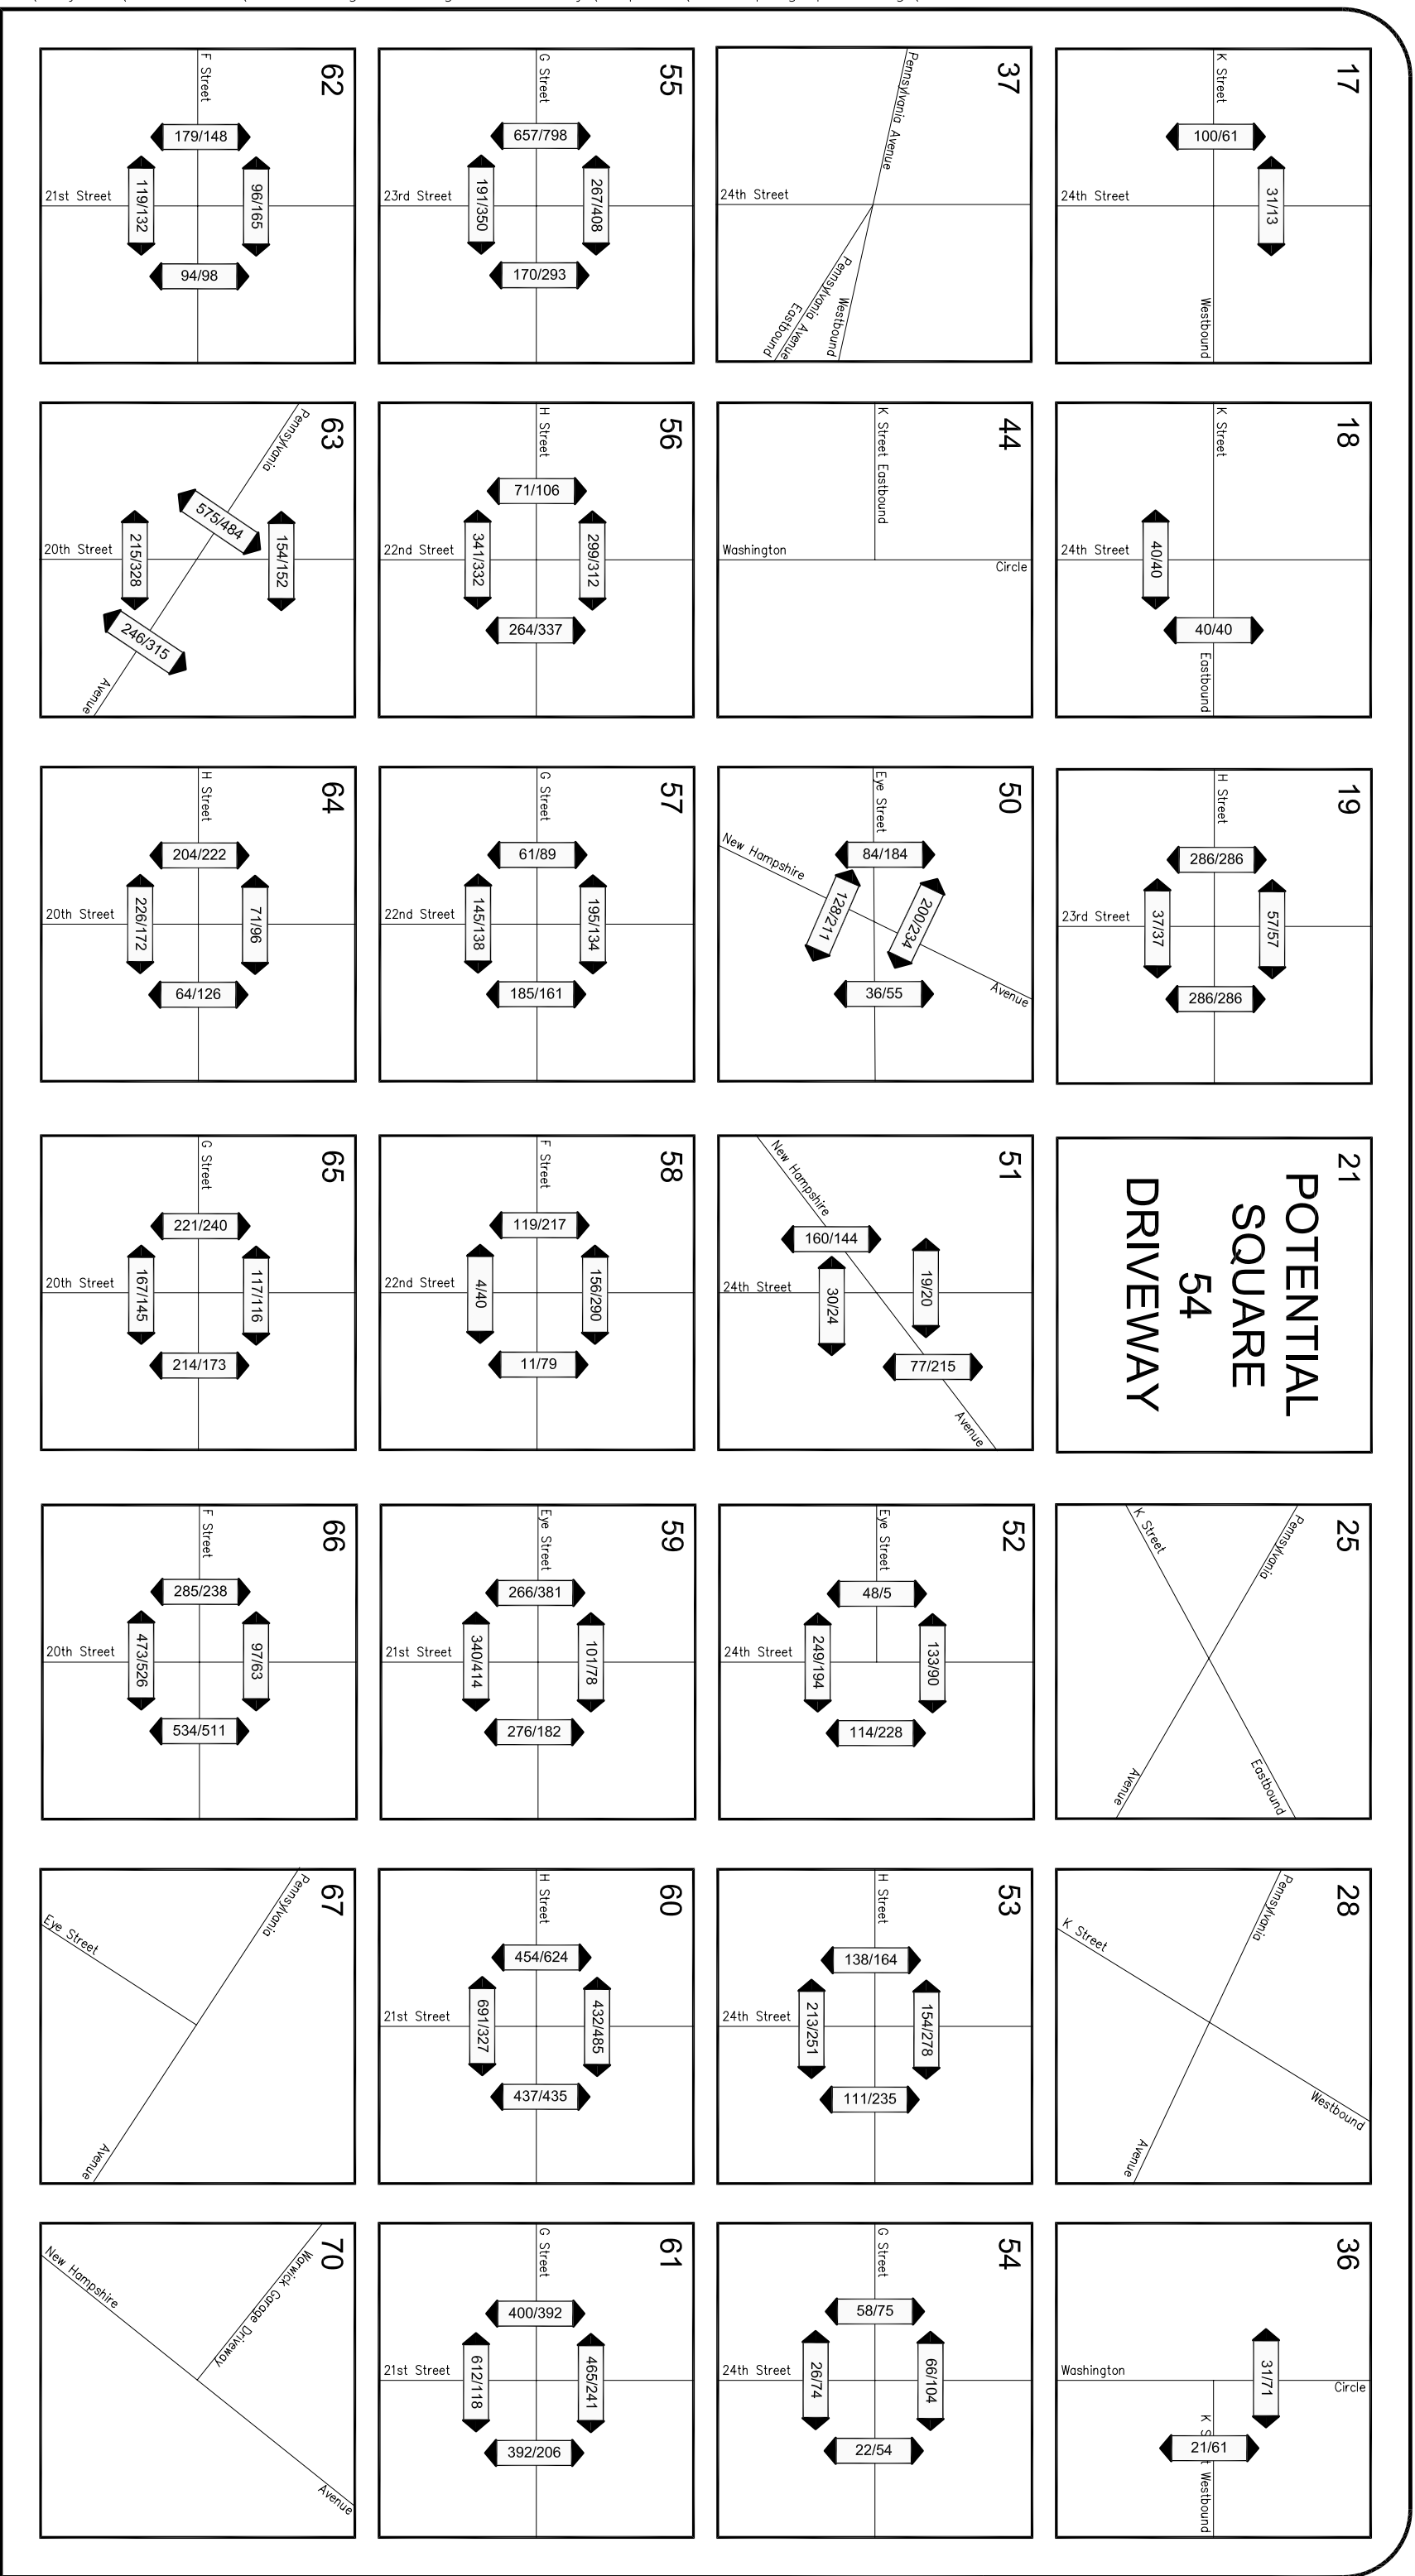 17
K Street
Westbound
24th Street
100/61
31/13
18
K Street
Eastbound
24th Street
40/40
40/40
19
H Street
23rd Street
57/57
286/286
286/286
37/37
21
POTENTIAL
SQUARE
54
DRIVEWAY
25
Pennsylvania
Avenue
K Street
Eastbound
28
Pennsylvania
Avenue
K Street
Westbound
36
Washington
Circle
31/71
21/61
Westbound
37
Pennsylvania Avenue
24th Street
Westbound
Pennsylvania Avenue
Eastbound
44
K Street Eastbound
Washington
Circle
50
Eye Street
New Hampshire
Avenue
200/234
84/184
36/55
128/211
51
New Hampshire
Avenue
24th Street
19/20
160/144
77/215
30/24
52
Eye Street
24th Street
133/90
48/5
114/228
249/194
53
H Street
24th Street
154/278
138/164
111/235
213/251
54
G Street
24th Street
66/104
58/75
22/54
26/74
55
G Street
23rd Street
267/408
657/798
170/293
191/350
56
H Street
22nd Street
299/312
71/106
264/337
341/332
57
G Street
22nd Street
195/134
61/89
185/161
145/138
58
F Street
22nd Street
156/290
119/217
11/79
4/40
59
Eye Street
21st Street
101/78
266/381
276/182
340/414
60
H Street
21st Street
432/485
454/624
437/435
691/327
61
G Street
21st Street
465/241
400/392
392/206
612/118
62
F Street
21st Street
96/165
179/148
94/98
119/132
63
Pennsylvania
Avenue
20th Street
154/152
575/484
246/315
215/328
64
H Street
20th Street
71/96
204/222
64/126
226/172
65
G Street
20th Street
117/116
221/240
214/173
167/145
66
F Street
20th Street
97/63
285/238
534/511
473/526
67
Pennsylvania
Avenue
Eye Street
70
Warwick Garage Driveway
New Hampshire
Avenue